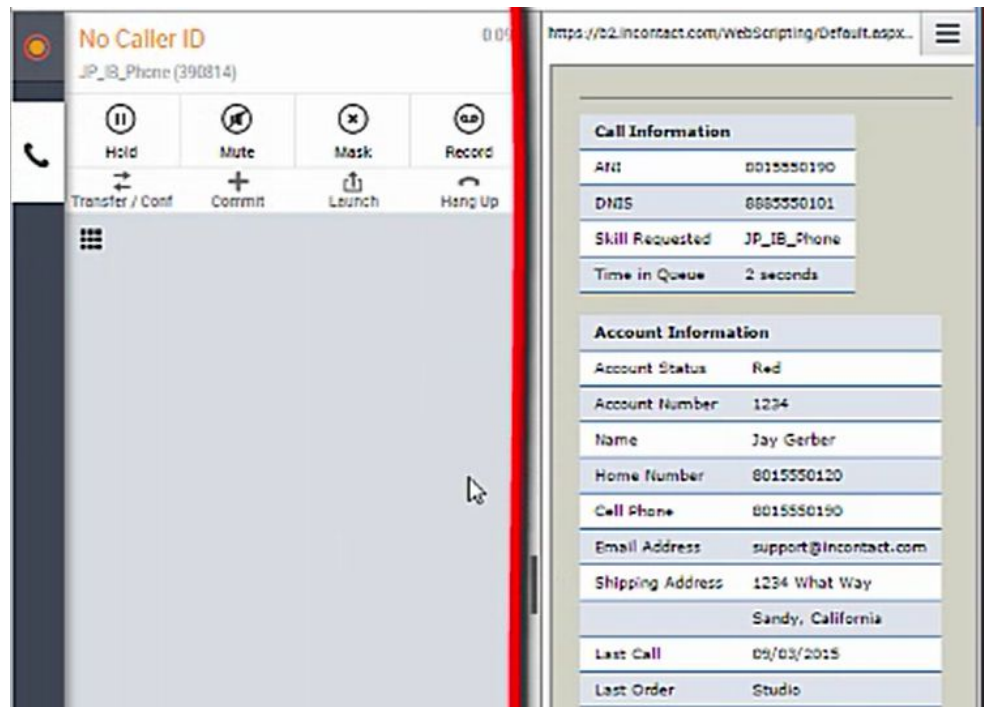 No Caller ID
0:09
JP_IB_Phone (390814)
Hold
Mute
Mask
Record
Transfer / Conf
Commit
Launch
Hang Up
https://b2.incontact.com/WebScripting/Default.aspx...
Call Information
ANI 8015550190
DNIS 8885550101
Skill Requested JP_IB_Phone
Time in Queue 2 seconds
Account Information
Account Status Red
Account Number 1234
Name Jay Gerber
Home Number 8015550120
Cell Phone 8015550190
Email Address support@incontact.com
Shipping Address 1234 What Way
Sandy, California
Last Call 09/03/2015
Last Order Studio